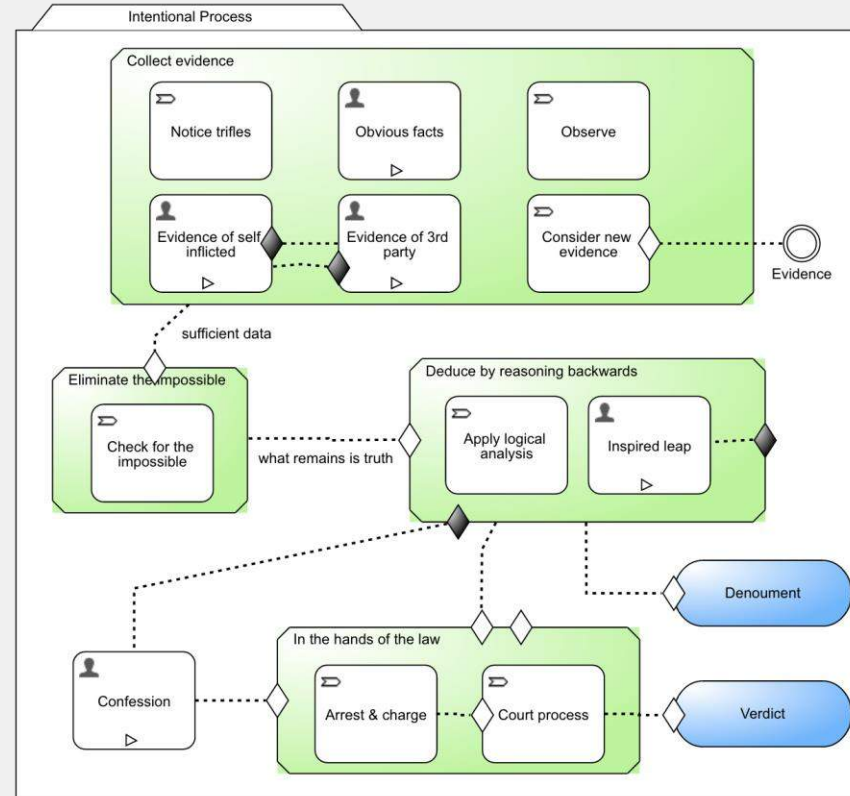 Intentional Process
Collect evidence
Notice trifles
Obvious facts
Observe
Evidence of self
inflicted
Evidence of 3rd
party
Consider new
evidence
Evidence
sufficient data
Eliminate the impossible
Check for the
impossible
what remains is truth
Deduce by reasoning backwards
Apply logical
analysis
Inspired leap
Denoument
In the hands of the law
Confession
Arrest & charge
Court process
Verdict